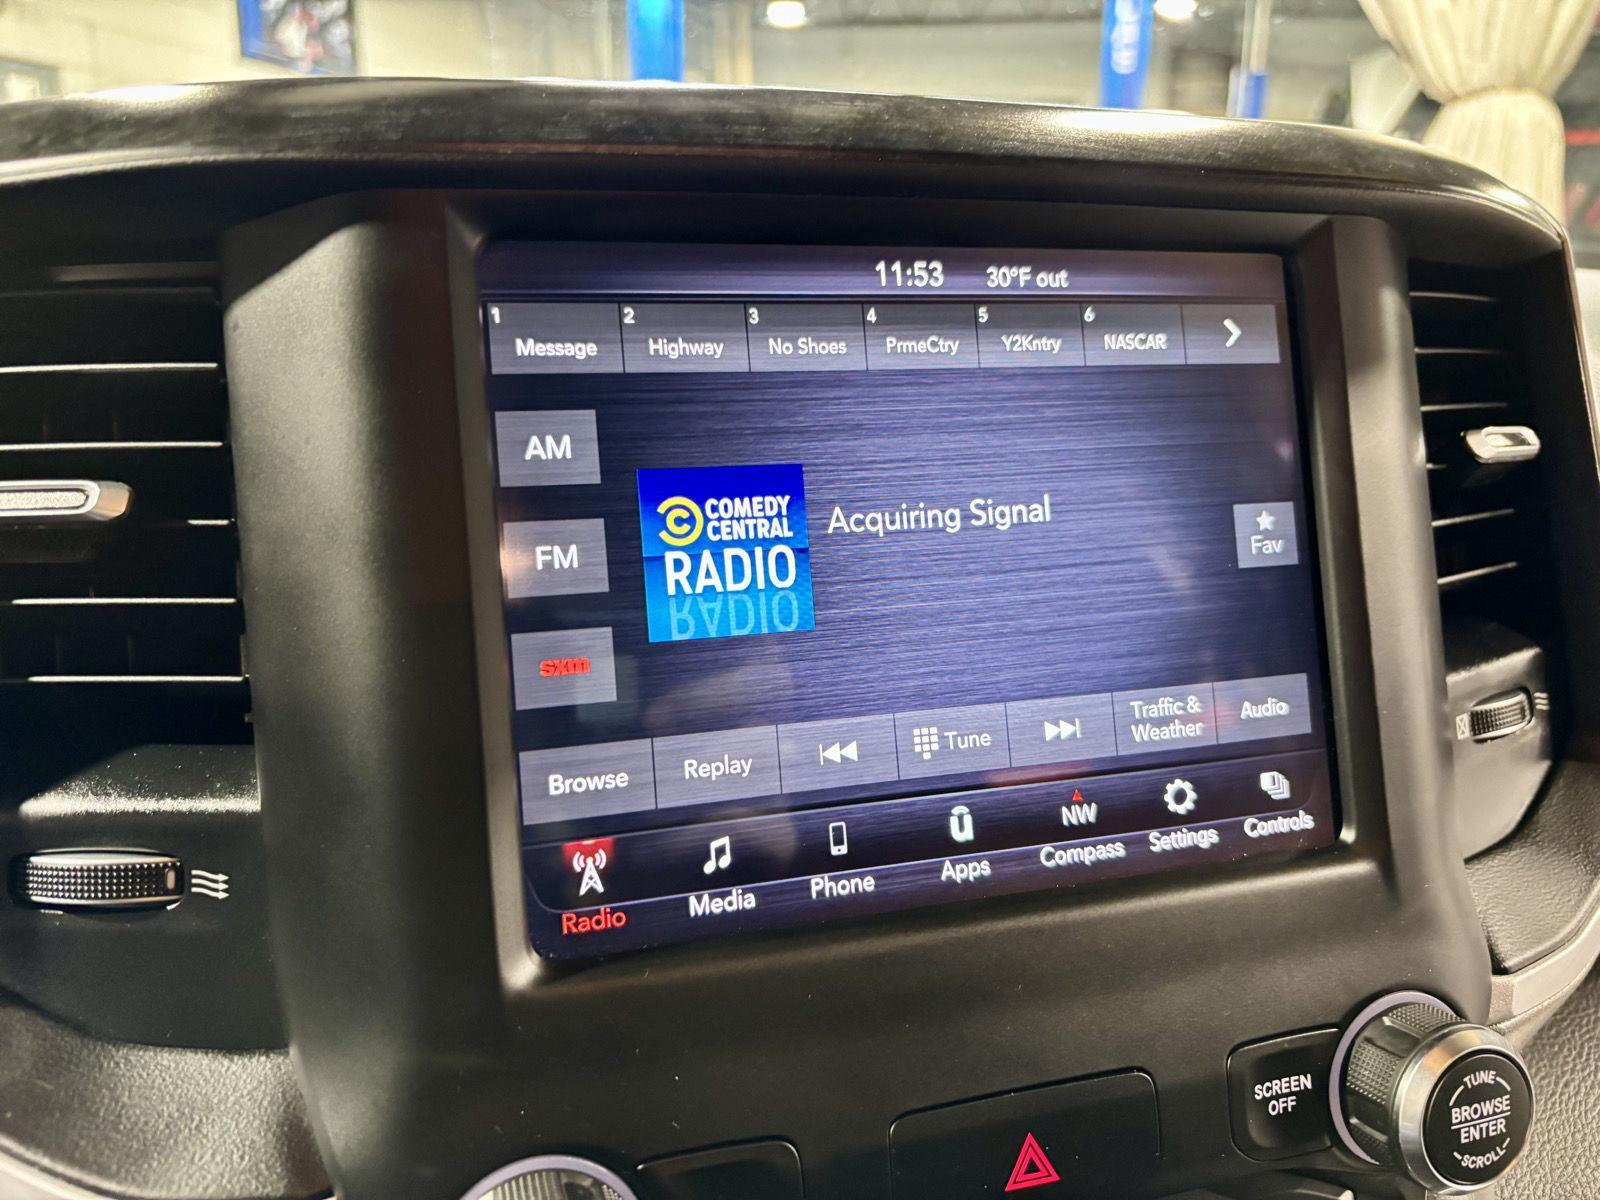 11:53 30°F out
1 Message
2 Highway
3 No Shoes
4 PrmeCtry
5 Y2Kntry
6 NASCAR
AM
FM
sxm
COMEDY
CENTRAL
RADIO
RADIO
Acquiring Signal
Fav
Browse
Replay
Tune
Traffic &
Weather
Audio
Radio
Media
Phone
Apps
NW
Compass
Settings
Controls
SCREEN
OFF
TUNE
BROWSE
ENTER
SCROLL